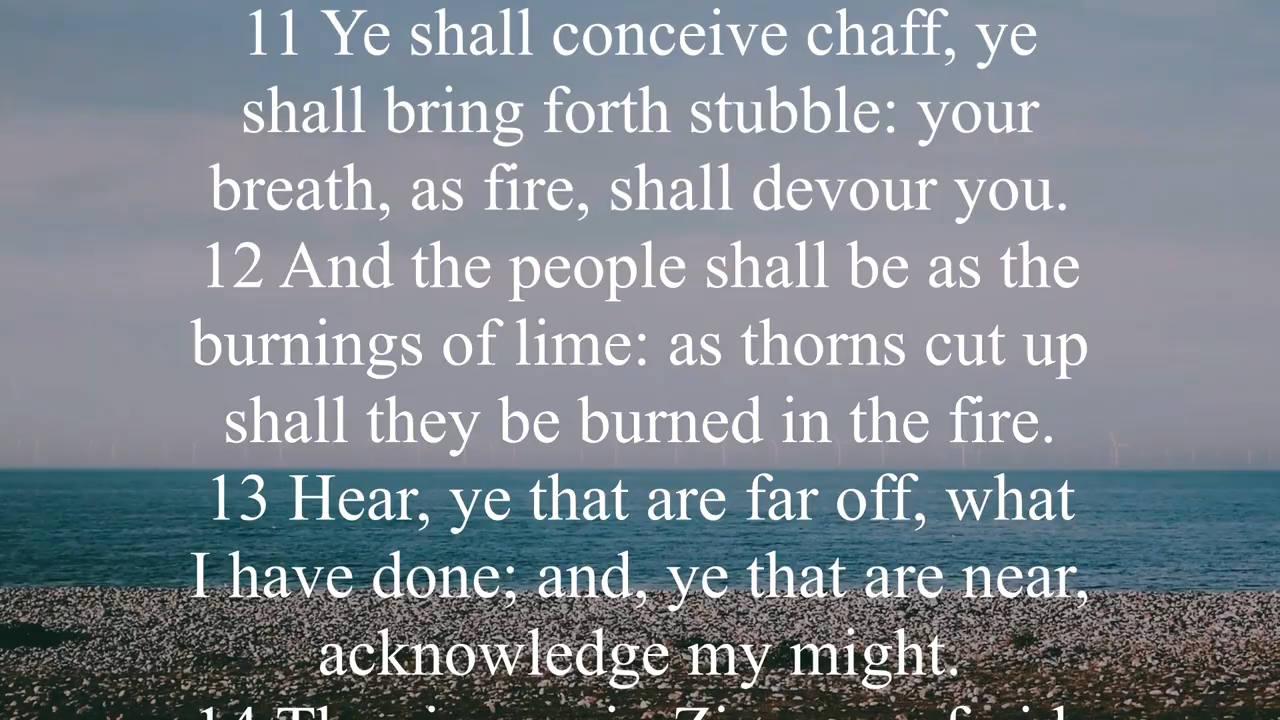 11 Ye shall conceive chaff, ye
shall bring forth stubble: your
breath, as fire, shall devour you.
12 And the people shall be as the
burnings of lime: as thorns cut up
shall they be burned in the fire.
13 Hear, ye that are far off, what
I have done; and, ye that are near,
acknowledge my might.